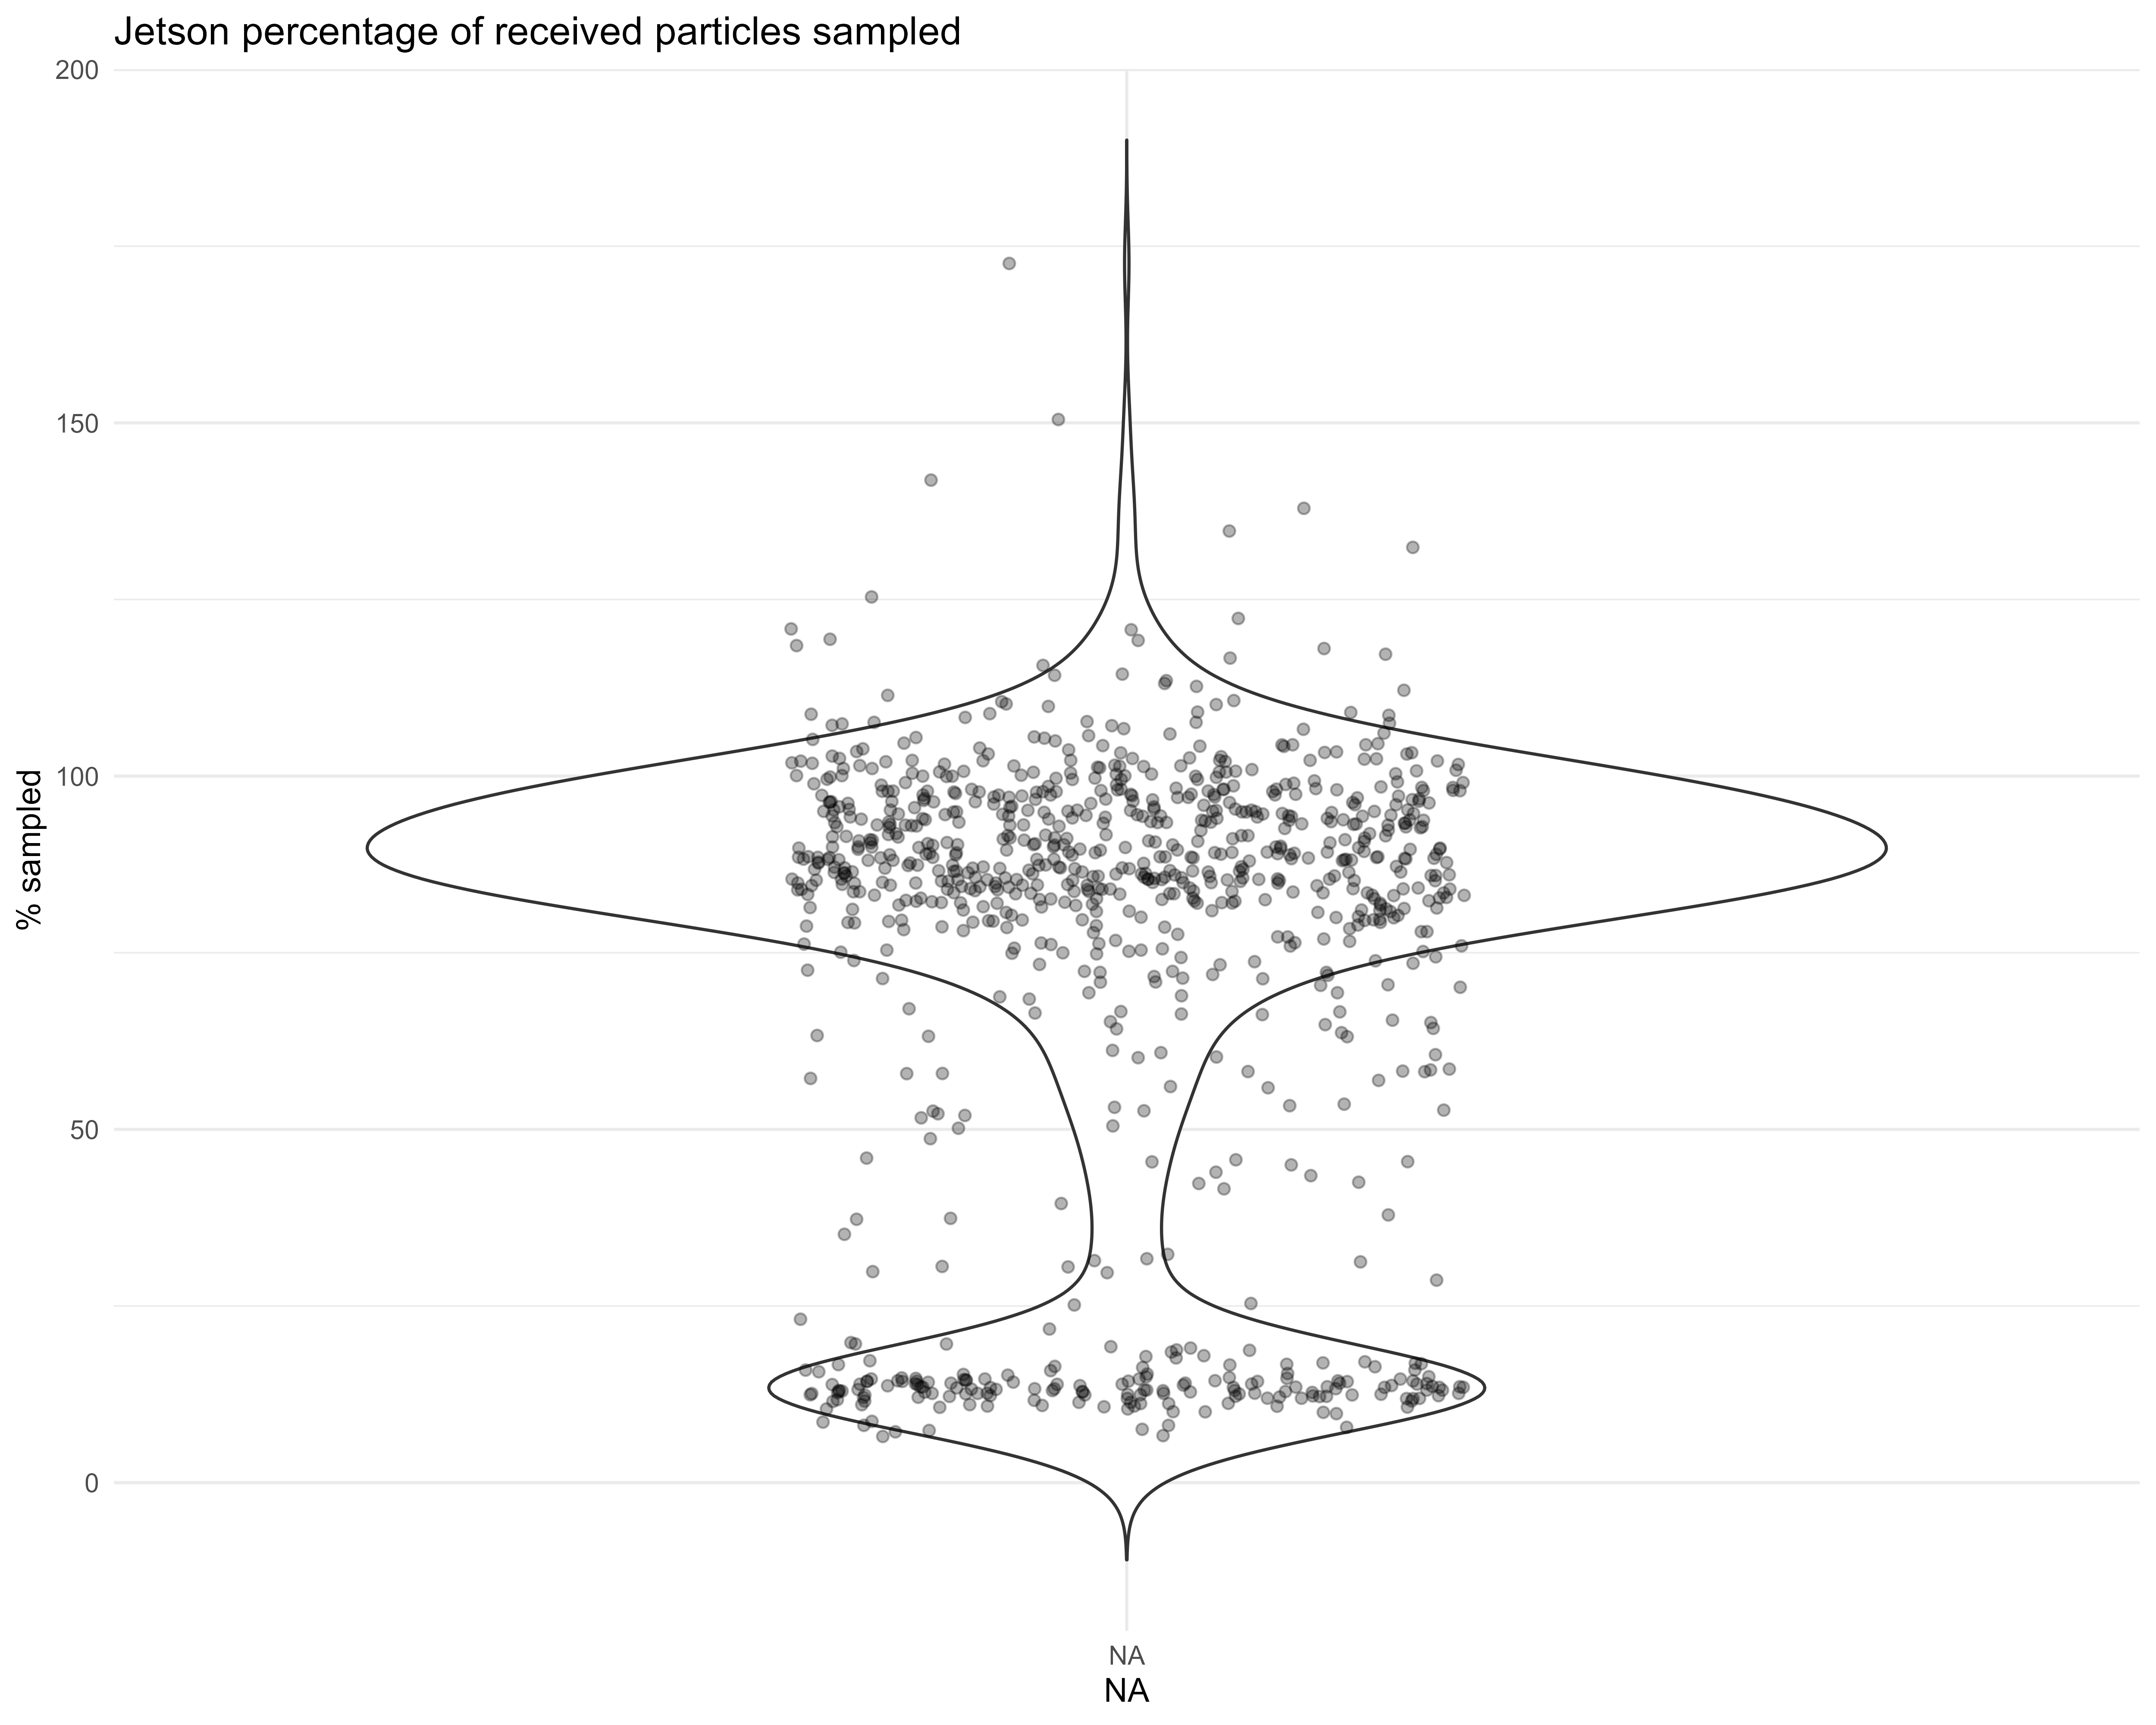 Jetson percentage of received particles sampled
200
150
100
50
0
% sampled
NA
NA